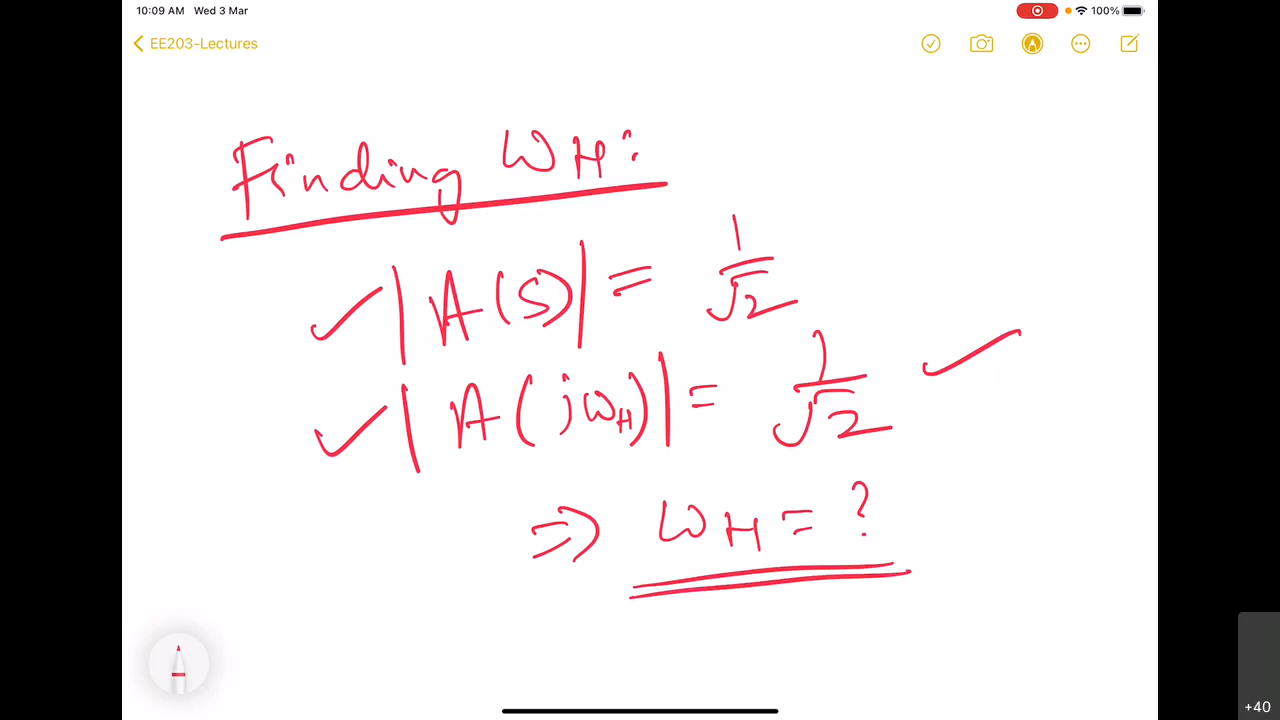 10:09 AM Wed 3 Mar
100%
EE203-Lectures
Finding ωH:
|A(s)| = 1/√2
|A(jωH)| = 1/√2
⇒ ωH = ?
+40